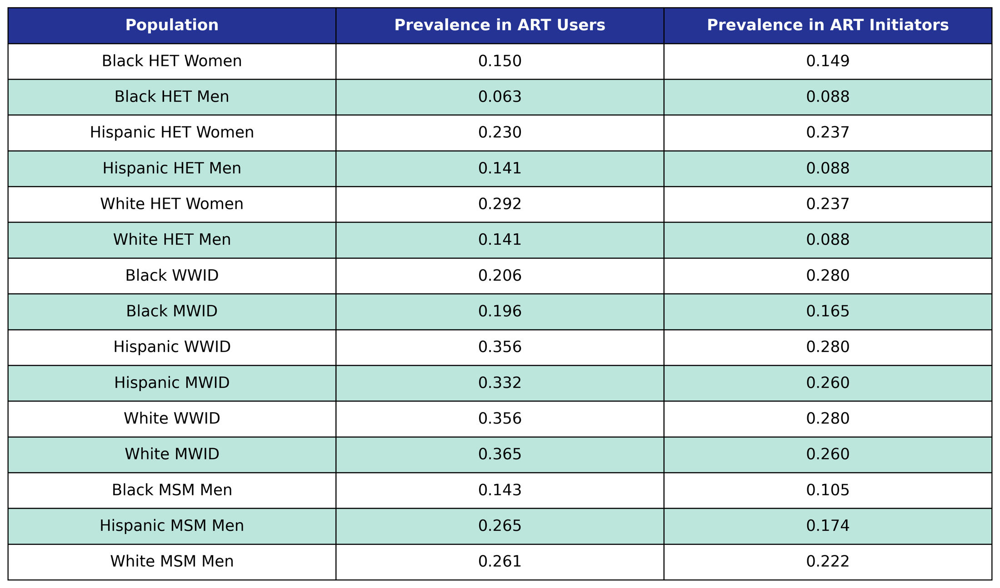 Population Prevalence in ART Users Prevalence in ART Initiators
Black HET Women 0.150 0.149
Black HET Men 0.063 0.088
Hispanic HET Women 0.230 0.237
Hispanic HET Men 0.141 0.088
White HET Women 0.292 0.237
White HET Men 0.141 0.088
Black WWID 0.206 0.280
Black MWID 0.196 0.165
Hispanic WWID 0.356 0.280
Hispanic MWID 0.332 0.260
White WWID 0.356 0.280
White MWID 0.365 0.260
Black MSM Men 0.143 0.105
Hispanic MSM Men 0.265 0.174
White MSM Men 0.261 0.222